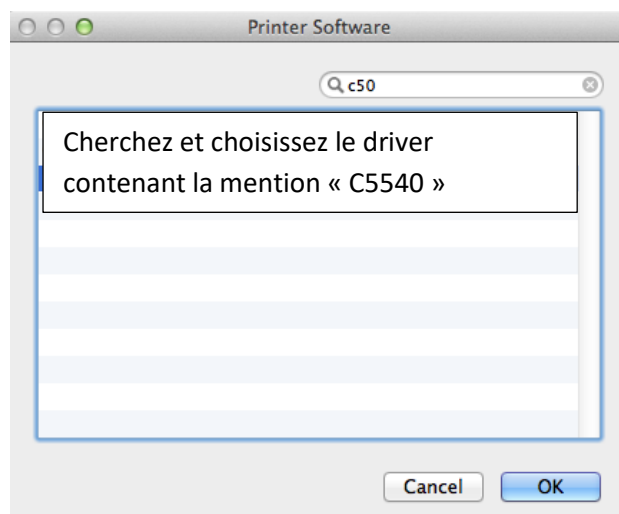 Printer Software
c50
Cherchez et choisissez le driver
contenant la mention « C5540 »
Cancel
OK